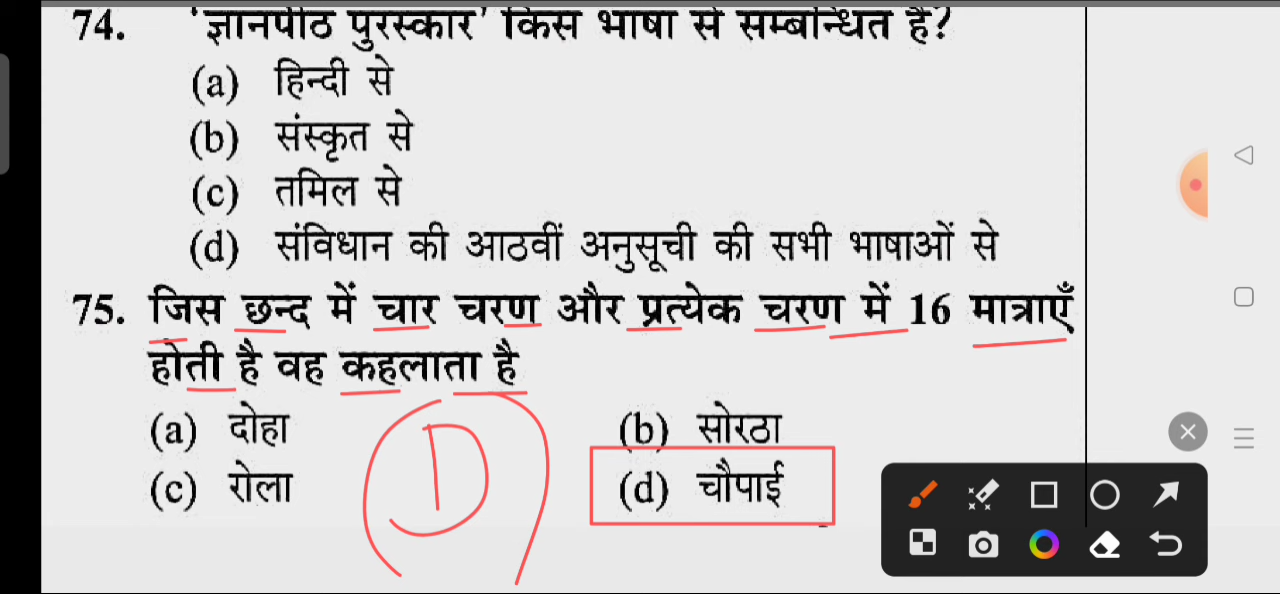 74. 'ज्ञानपीठ पुरस्कार' किस भाषा से सम्बन्धित है?
(a) हिन्दी से
(b) संस्कृत से
(c) तमिल से
(d) संविधान की आठवीं अनुसूची की सभी भाषाओं से
75. जिस छन्द में चार चरण और प्रत्येक चरण में 16 मात्राएँ
होती है वह कहलाता है
(a) दोहा (b) सोरठा
(c) रोला (d) चौपाई
D